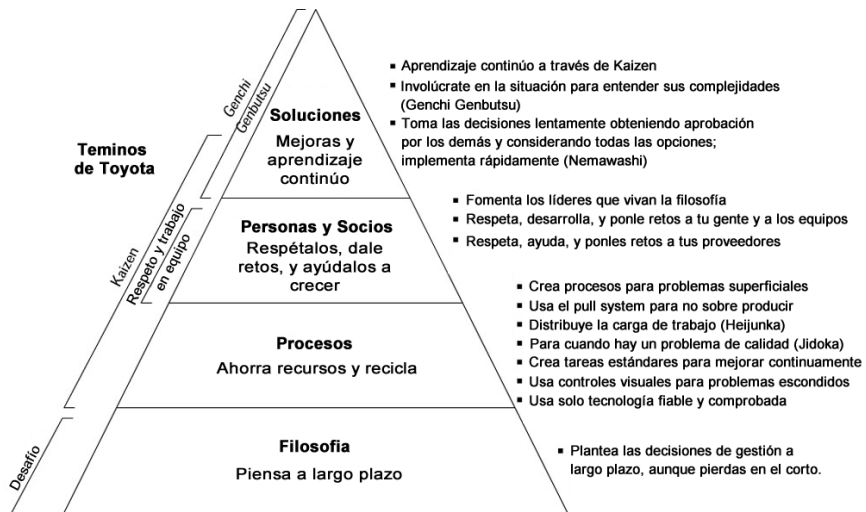 Teminos
de Toyota
Genchi
Genbutsu
Kaizen
Respeto y trabajo
en equipo
Desafío
Soluciones
Mejoras y
aprendizaje
continúo
▪ Aprendizaje continúo a través de Kaizen
▪ Involúcrate en la situación para entender sus complejidades
(Genchi Genbutsu)
▪ Toma las decisiones lentamente obteniendo aprobación
por los demás y considerando todas las opciones;
implementa rápidamente (Nemawashi)
Personas y Socios
Respétalos, dale
retos, y ayúdalos a
crecer
▪ Fomenta los líderes que vivan la filosofía
▪ Respeta, desarrolla, y ponle retos a tu gente y a los equipos
▪ Respeta, ayuda, y ponles retos a tus proveedores
Procesos
Ahorra recursos y recicla
▪ Crea procesos para problemas superficiales
▪ Usa el pull system para no sobre producir
▪ Distribuye la carga de trabajo (Heijunka)
▪ Para cuando hay un problema de calidad (Jidoka)
▪ Crea tareas estándares para mejorar continuamente
▪ Usa controles visuales para problemas escondidos
▪ Usa solo tecnología fiable y comprobada
Filosofia
Piensa a largo plazo
▪ Plantea las decisiones de gestión a
largo plazo, aunque pierdas en el corto.